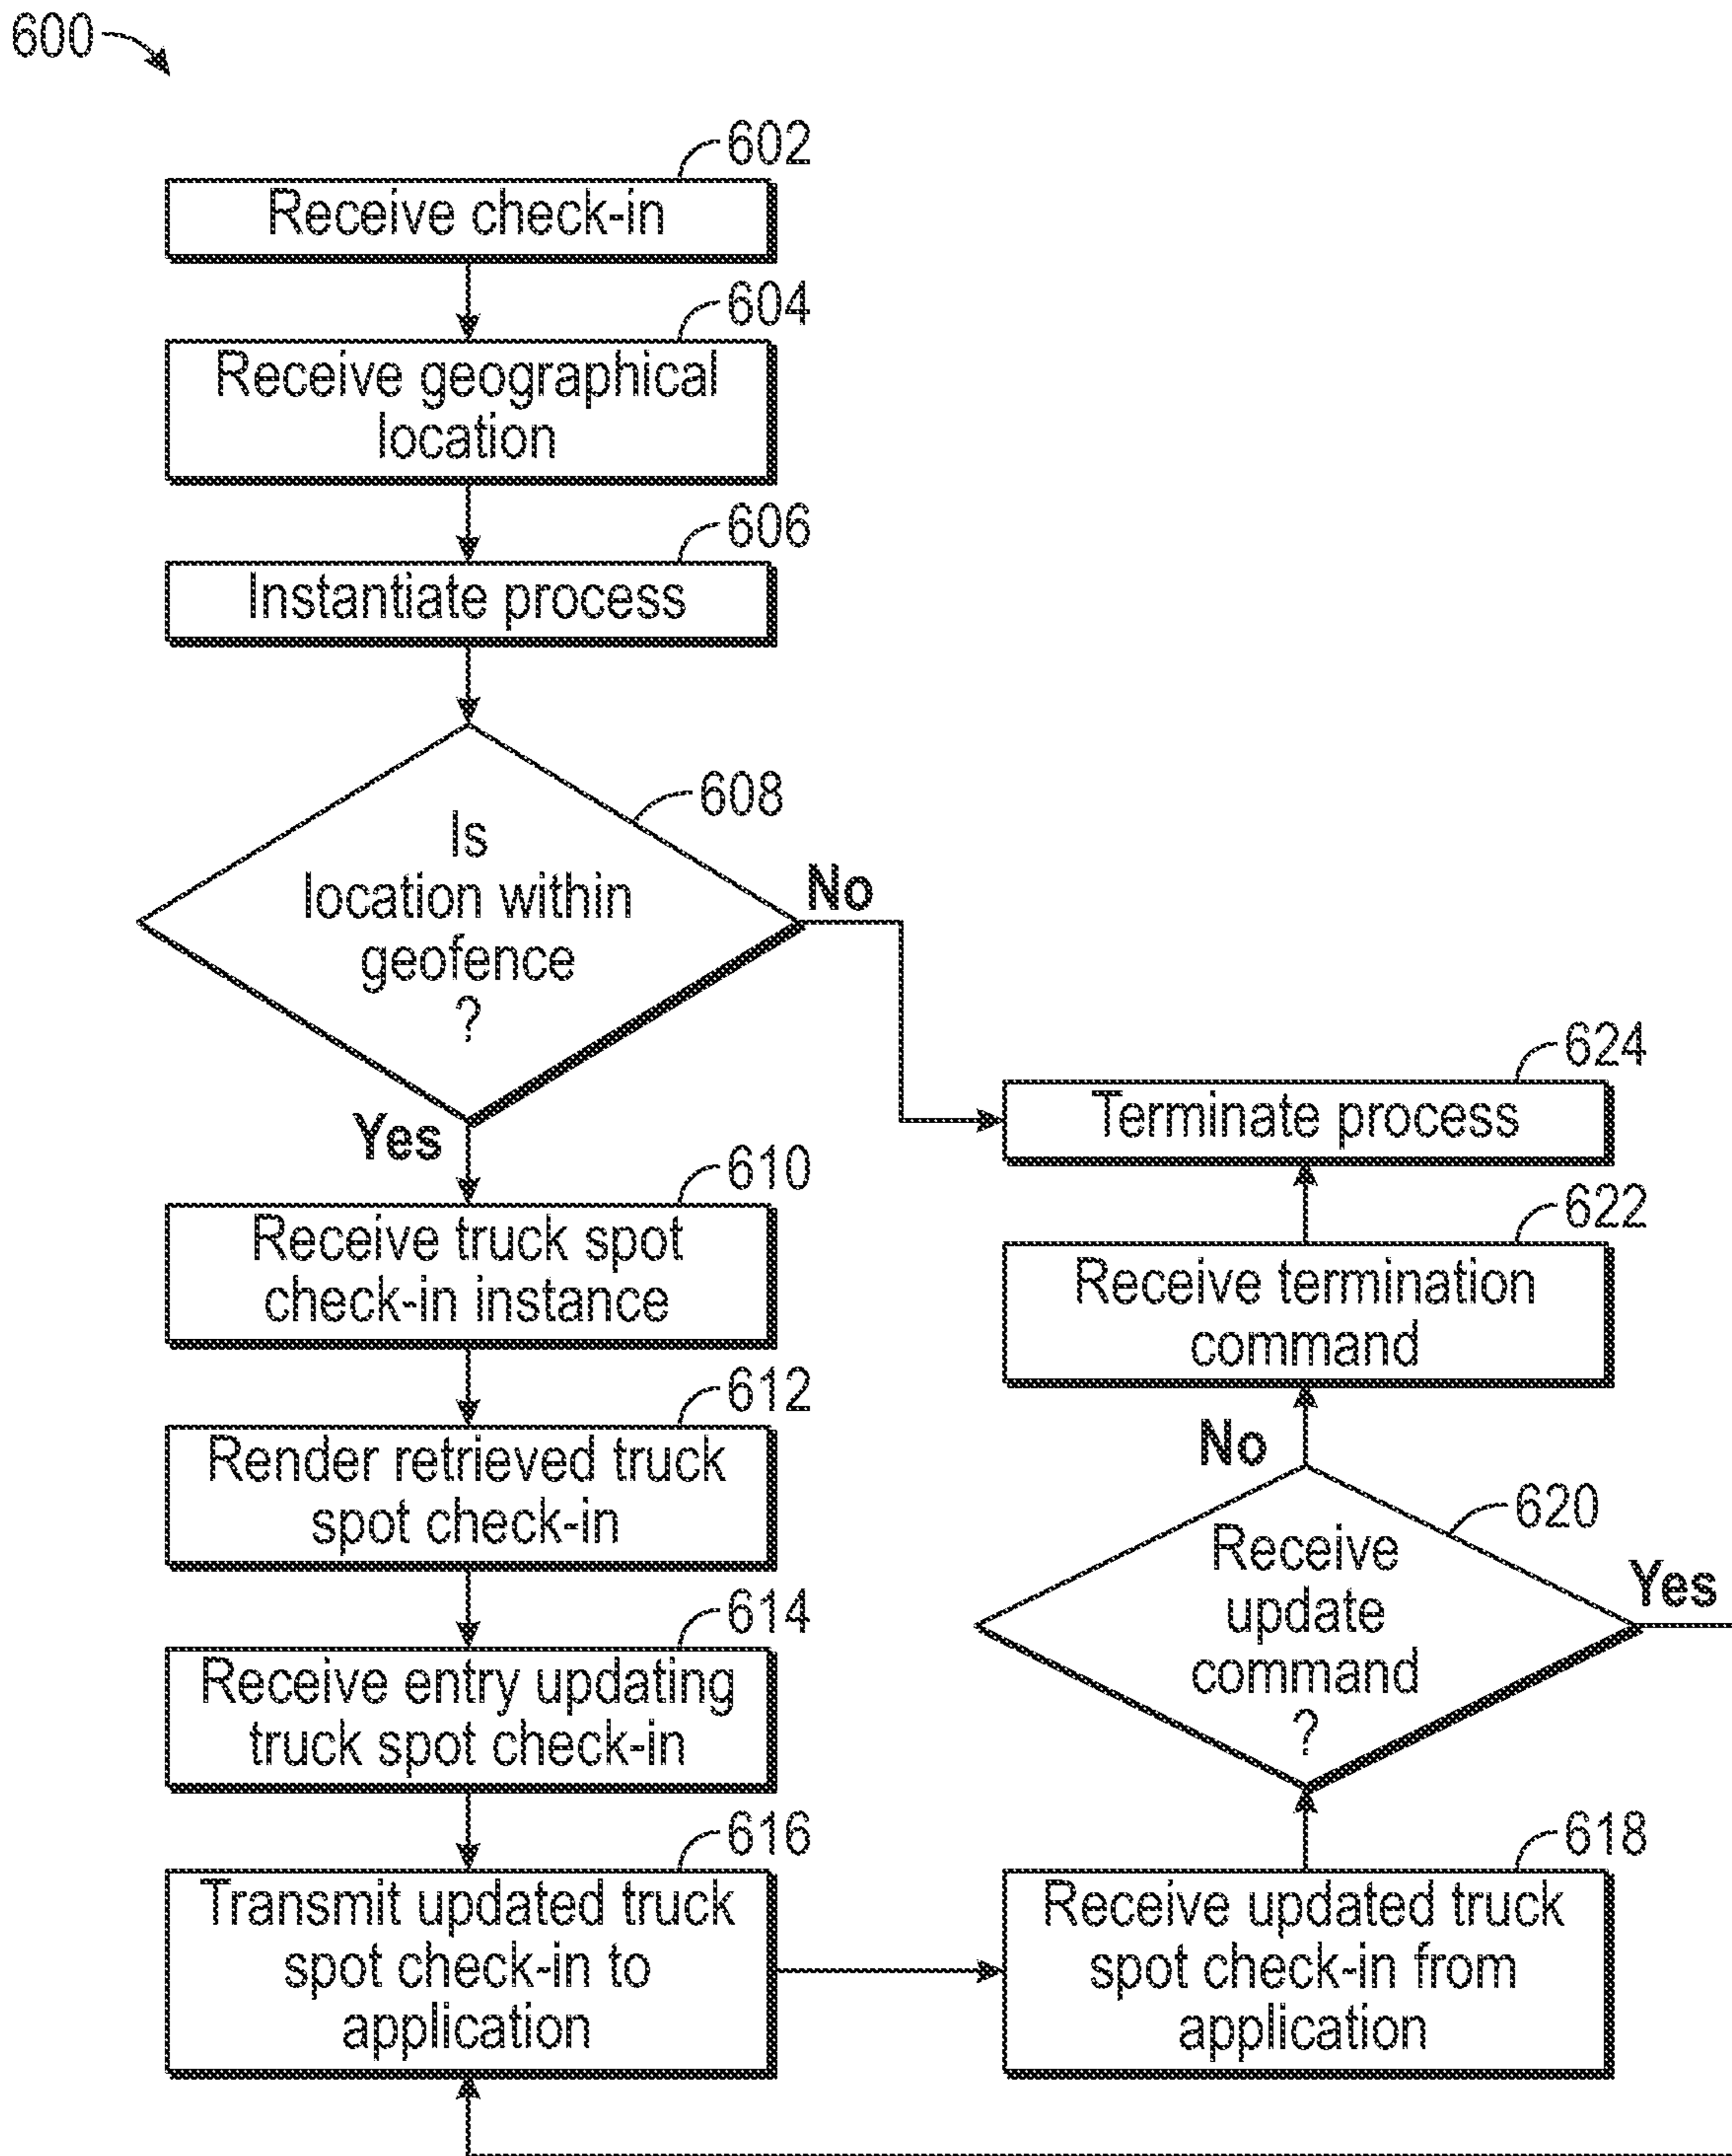 600
602
Receive check-in
604
Receive geographical
location
606
Instantiate process
608
Is
location within
geofence
?
No
Yes
610
Receive truck spot
check-in instance
612
Render retrieved truck
spot check-in
614
Receive entry updating
truck spot check-in
616
Transmit updated truck
spot check-in to
application
618
Receive updated truck
spot check-in from
application
620
Receive
update
command
?
Yes
No
622
Receive termination
command
624
Terminate process